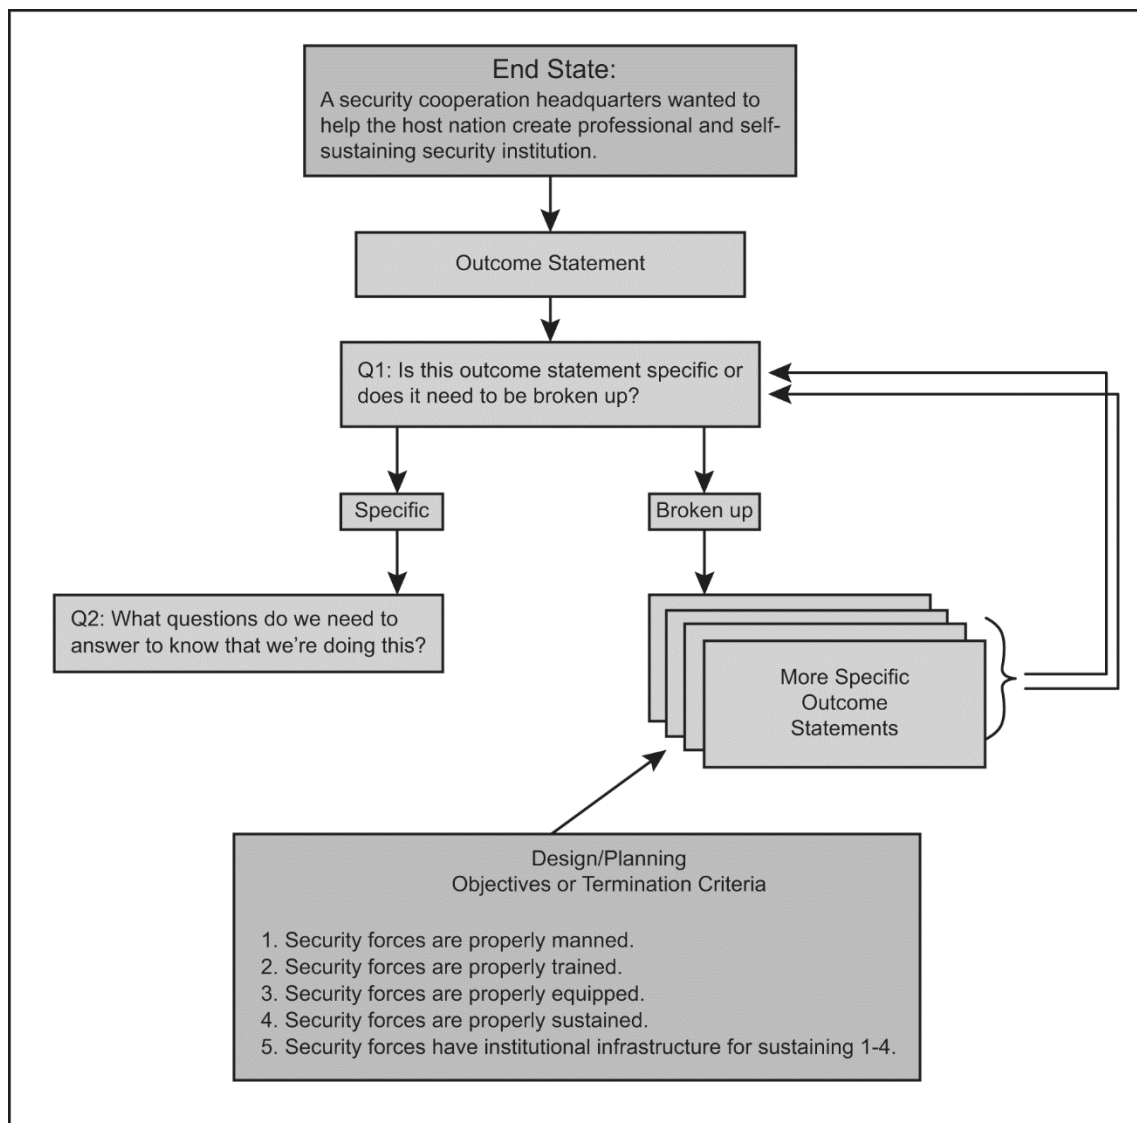 End State:
A security cooperation headquarters wanted to
help the host nation create professional and self-
sustaining security institution.
Outcome Statement
Q1: Is this outcome statement specific or
does it need to be broken up?
Specific
Broken up
Q2: What questions do we need to
answer to know that we're doing this?
More Specific
Outcome
Statements
Design/Planning
Objectives or Termination Criteria
1. Security forces are properly manned.
2. Security forces are properly trained.
3. Security forces are properly equipped.
4. Security forces are properly sustained.
5. Security forces have institutional infrastructure for sustaining 1-4.